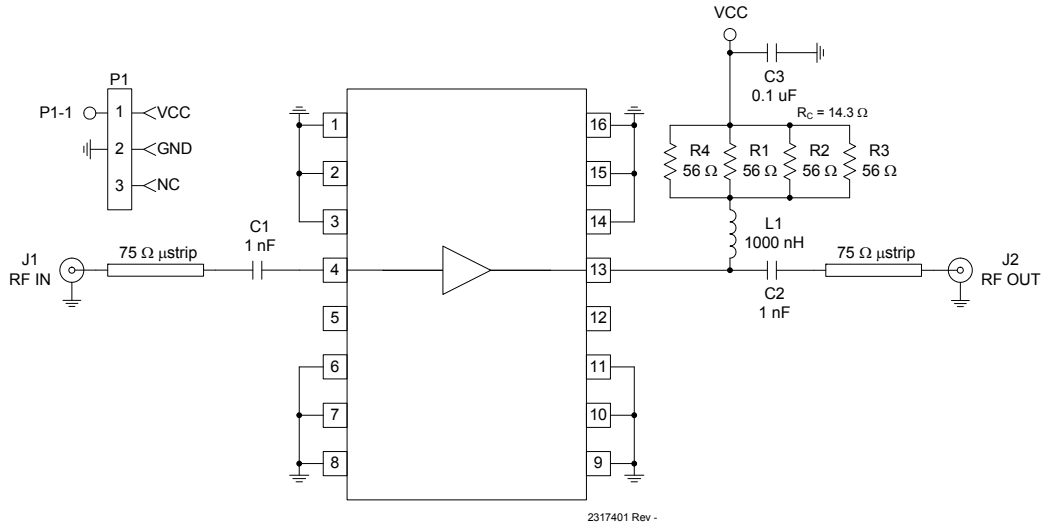 VCC
C3
0.1 uF
P1
P1-1
1
VCC
2
GND
3
NC
R_C = 14.3 Ω
R4
56 Ω
R1
56 Ω
R2
56 Ω
R3
56 Ω
1
2
3
4
5
6
7
8
16
15
14
13
12
11
10
9
J1
RF IN
75 Ω μstrip
C1
1 nF
L1
1000 nH
C2
1 nF
75 Ω μstrip
J2
RF OUT
2317401 Rev -